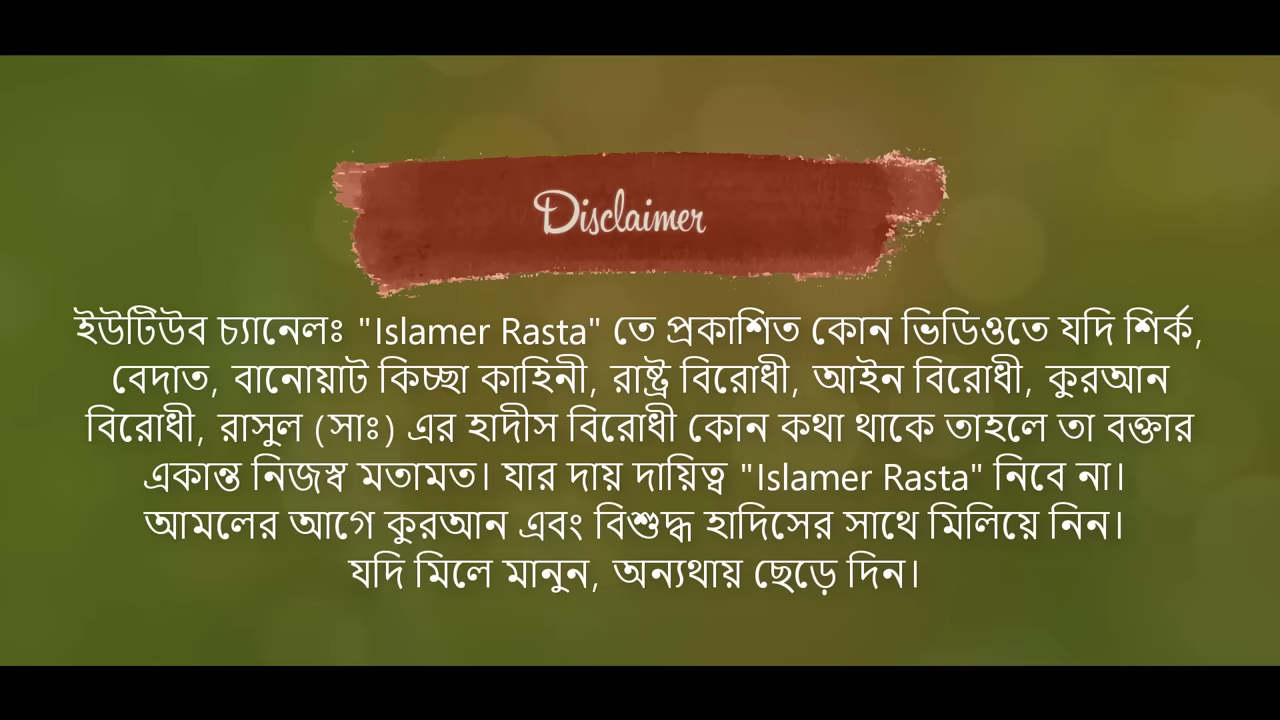 Disclaimer
ইউটিউব চ্যানেলঃ "Islamer Rasta" তে প্রকাশিত কোন ভিডিওতে যদি শির্ক,
বেদাত, বানোয়াট কিচ্ছা কাহিনী, রাষ্ট্র বিরোধী, আইন বিরোধী, কুরআন
বিরোধী, রাসুল (সাঃ) এর হাদীস বিরোধী কোন কথা থাকে তাহলে তা বক্তার
একান্ত নিজস্ব মতামত। যার দায় দায়িত্ব "Islamer Rasta" নিবে না।
আমলের আগে কুরআন এবং বিশুদ্ধ হাদিসের সাথে মিলিয়ে নিন।
যদি মিলে মানুন, অন্যথায় ছেড়ে দিন।